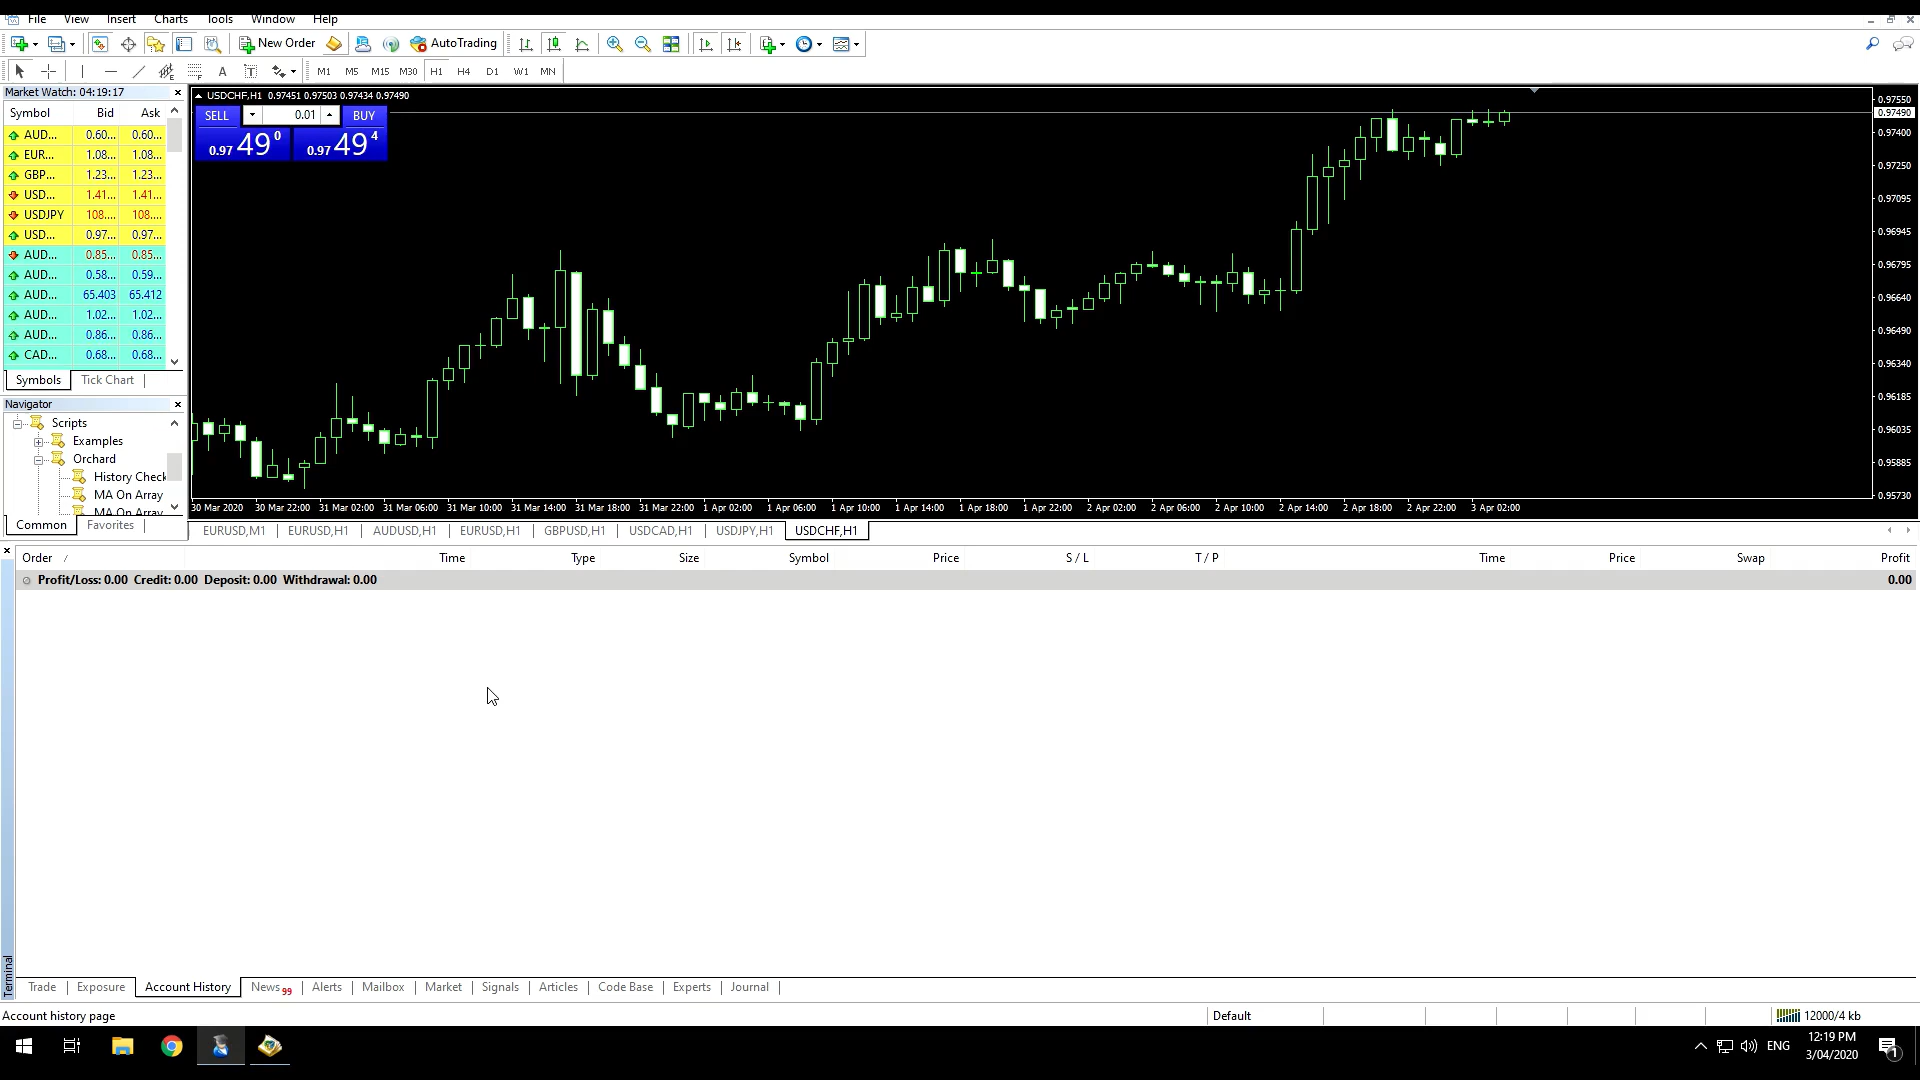 File View Insert Charts Tools Window Help
New Order AutoTrading
A T M1 M5 M15 M30 H1 H4 D1 W1 MN
Market Watch: 04:19:17
Symbol Bid Ask
AUD... 0.60... 0.60...
EUR... 1.08... 1.08...
GBP... 1.23... 1.23...
USD... 1.41... 1.41...
USDJPY 108.... 108....
USD... 0.97... 0.97...
AUD... 0.85... 0.85...
AUD... 0.58... 0.59...
AUD... 65.403 65.412
AUD... 1.02... 1.02...
AUD... 0.86... 0.86...
CAD... 0.68... 0.68...
Symbols Tick Chart
Navigator
Scripts
Examples
Orchard
History Check
MA On Array
MA On Array
Common Favorites
USDCHF,H1 0.97451 0.97503 0.97434 0.97490
SELL 0.01 BUY
0.97 49 0 0.97 49 4
0.97550
0.97490
0.97400
0.97250
0.97095
0.96945
0.96795
0.96640
0.96490
0.96340
0.96185
0.96035
0.95885
0.95730
30 Mar 2020 30 Mar 22:00 31 Mar 02:00 31 Mar 06:00 31 Mar 10:00 31 Mar 14:00 31 Mar 18:00 31 Mar 22:00 1 Apr 02:00 1 Apr 06:00 1 Apr 10:00 1 Apr 14:00 1 Apr 18:00 1 Apr 22:00 2 Apr 02:00 2 Apr 06:00 2 Apr 10:00 2 Apr 14:00 2 Apr 18:00 2 Apr 22:00 3 Apr 02:00
EURUSD,M1 EURUSD,H1 AUDUSD,H1 EURUSD,H1 GBPUSD,H1 USDCAD,H1 USDJPY,H1 USDCHF,H1
Order / Time Type Size Symbol Price S / L T / P Time Price Swap Profit
Profit/Loss: 0.00 Credit: 0.00 Deposit: 0.00 Withdrawal: 0.00 0.00
Terminal
Trade Exposure Account History News 99 Alerts Mailbox Market Signals Articles Code Base Experts Journal
Account history page Default 12000/4 kb
ENG 12:19 PM
3/04/2020
1